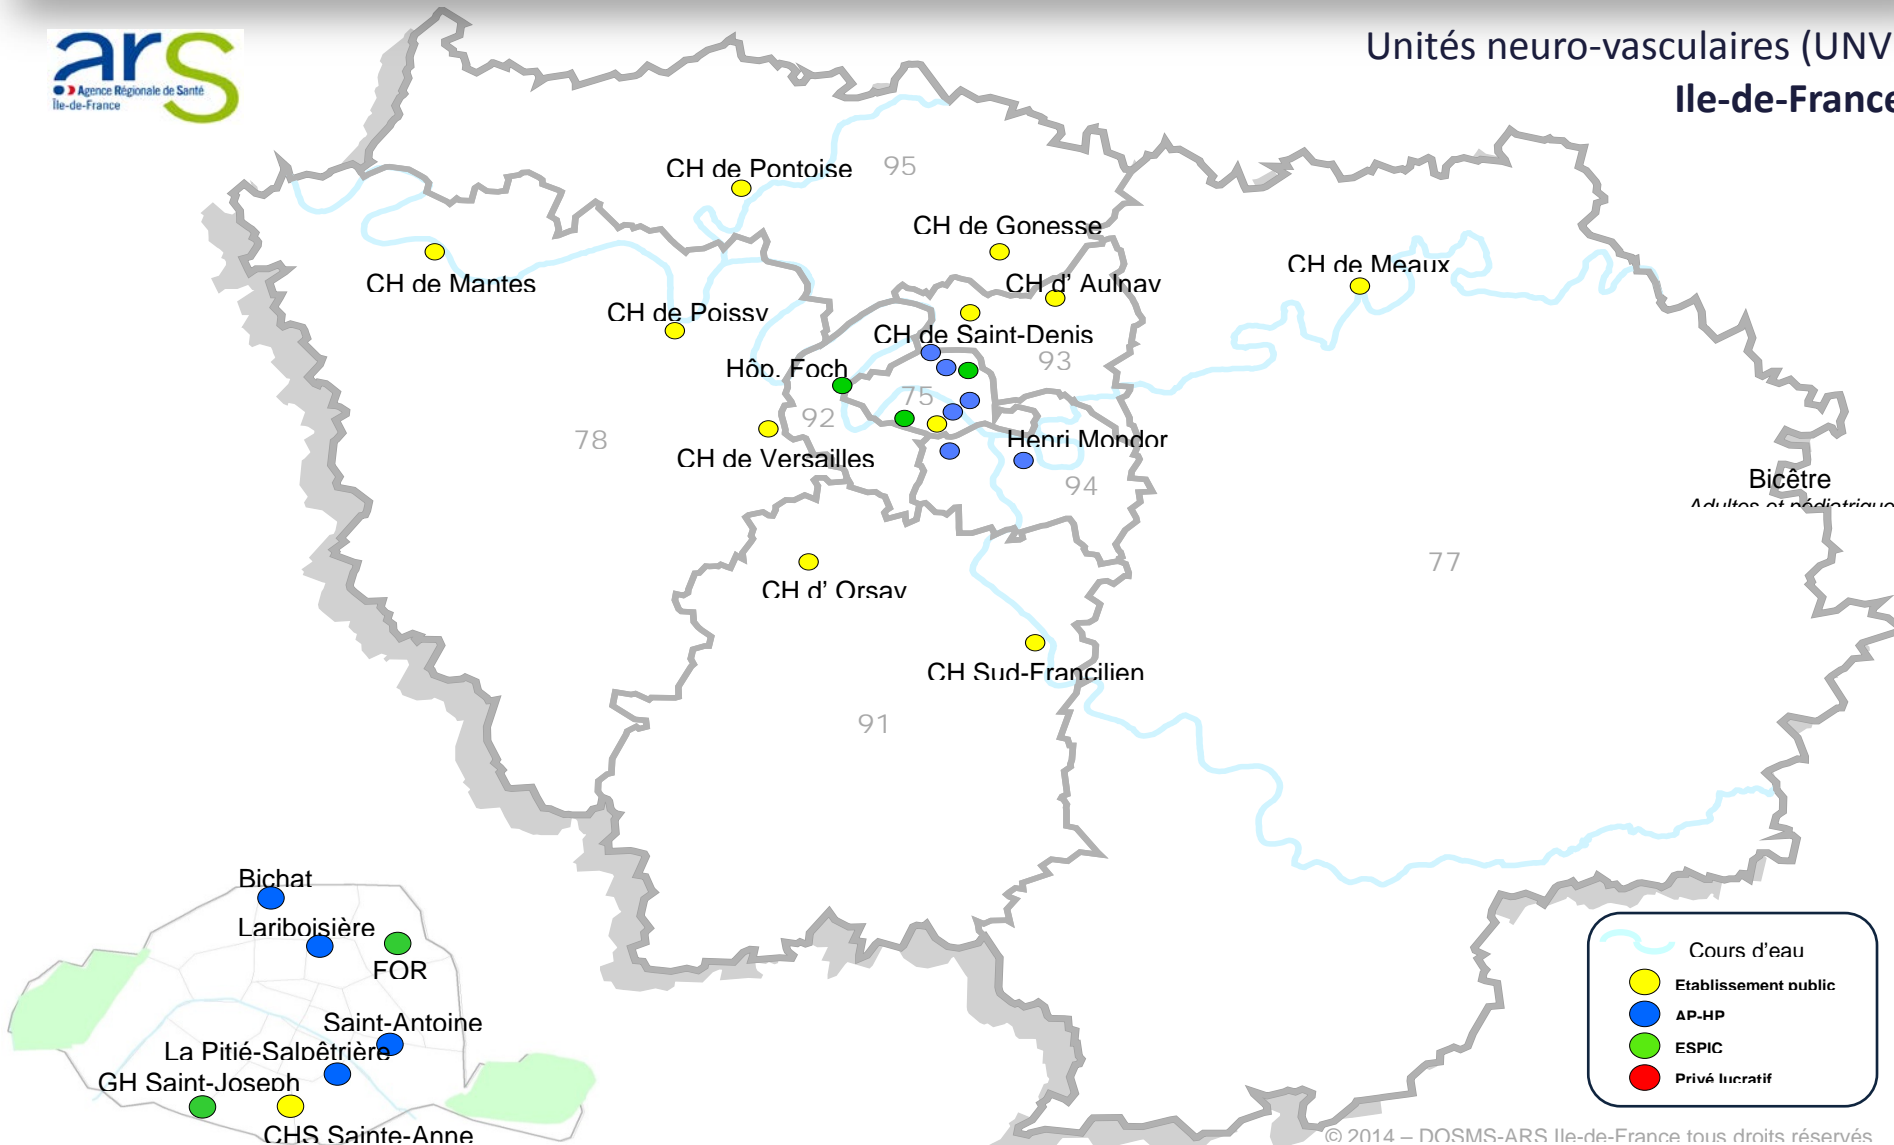 ars
Agence Régionale de Santé
Île-de-France
Unités neuro-vasculaires (UNV
Ile-de-France
CH de Pontoise
95
CH de Gonesse
CH de Mantes
CH d' Aulnay
CH de Meaux
CH de Poissy
CH de Saint-Denis
93
Hôp. Foch
75
92
78
Henri Mondor
CH de Versailles
94
Bicêtre
Adultes et pédiatrique
77
CH d' Orsay
CH Sud-Francilien
91
Bichat
Lariboisière
FOR
Saint-Antoine
La Pitié-Salpêtrière
GH Saint-Joseph
CHS Sainte-Anne
Cours d'eau
Etablissement public
AP-HP
ESPIC
Privé lucratif
© 2014 – DOSMS-ARS Ile-de-France tous droits réservés